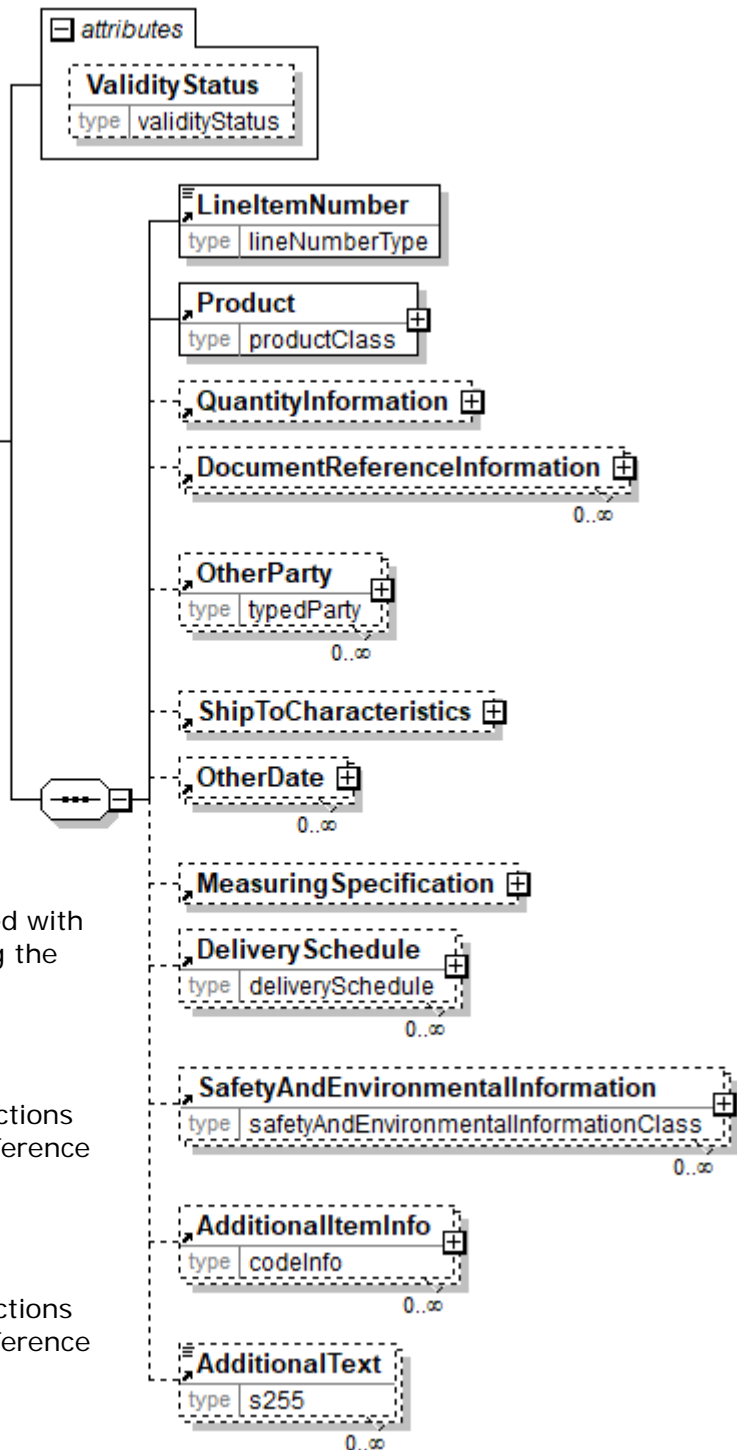 attributes
ValidityStatus
type validityStatus
LineItemNumber
type lineNumberType
Product
type productClass
QuantityInformation
DocumentReferenceInformation
0..∞
OtherParty
type typedParty
0..∞
ShipToCharacteristics
OtherDate
0..∞
MeasuringSpecification
ed with
g the
DeliverySchedule
type deliverySchedule
0..∞
SafetyAndEnvironmentalInformation
type safetyAndEnvironmentalInformationClass
0..∞
ctions
ference
AdditionalItemInfo
type codeInfo
0..∞
ctions
ference
AdditionalText
type s255
0..∞